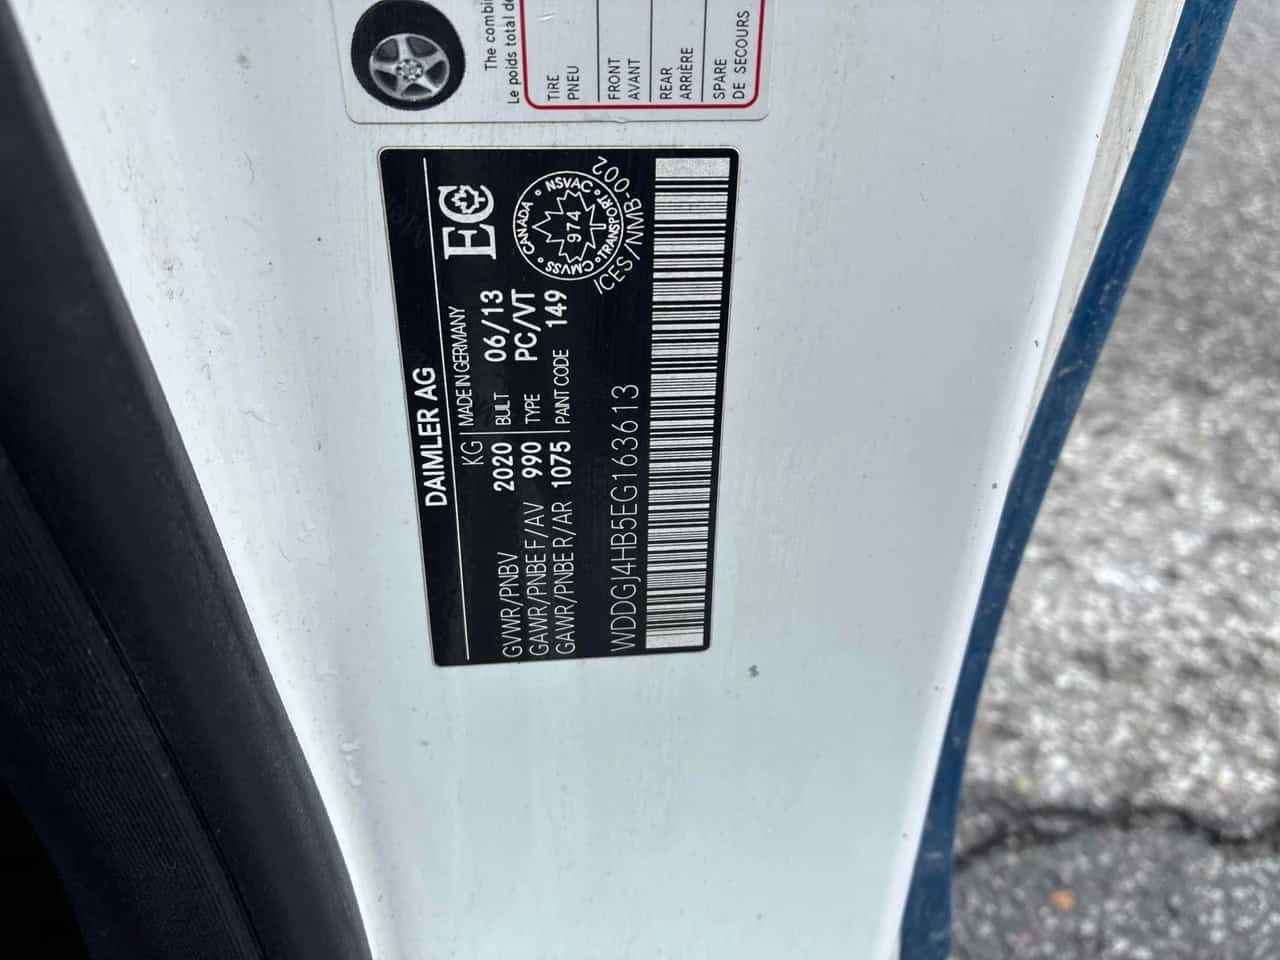 The combi
Le poids total de
TIRE
PNEU
FRONT
AVANT
REAR
ARRIÈRE
SPARE
DE SECOURS
DAIMLER AG
KG MADE IN GERMANY
GVWR/PNBV 2020 BUILT 06/13
GAWR/PNBE F/AV 990 TYPE PC/VT
GAWR/PNBE R/AR 1075 PAINT CODE 149
EC
CANADA NSVAC
974
CMVSS TRANSPORT
ICES/NMB-002
WDDGJ4HB5EG163613